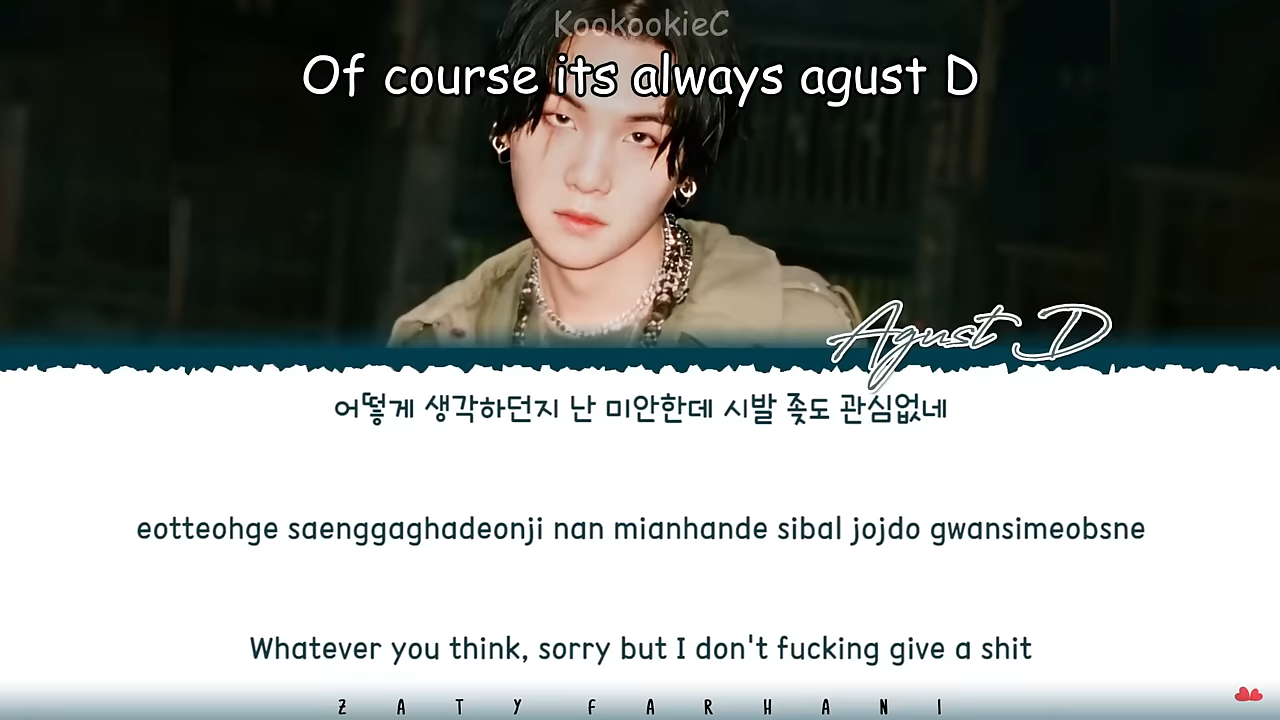 KookookieC
Of course its always agust D
Agust D
어떻게 생각하던지 난 미안한데 시발 좆도 관심없네
eotteohge saenggaghadeonji nan mianhande sibal jojdo gwansimeobsne
Whatever you think, sorry but I don't fucking give a shit
ZATY FARHANI